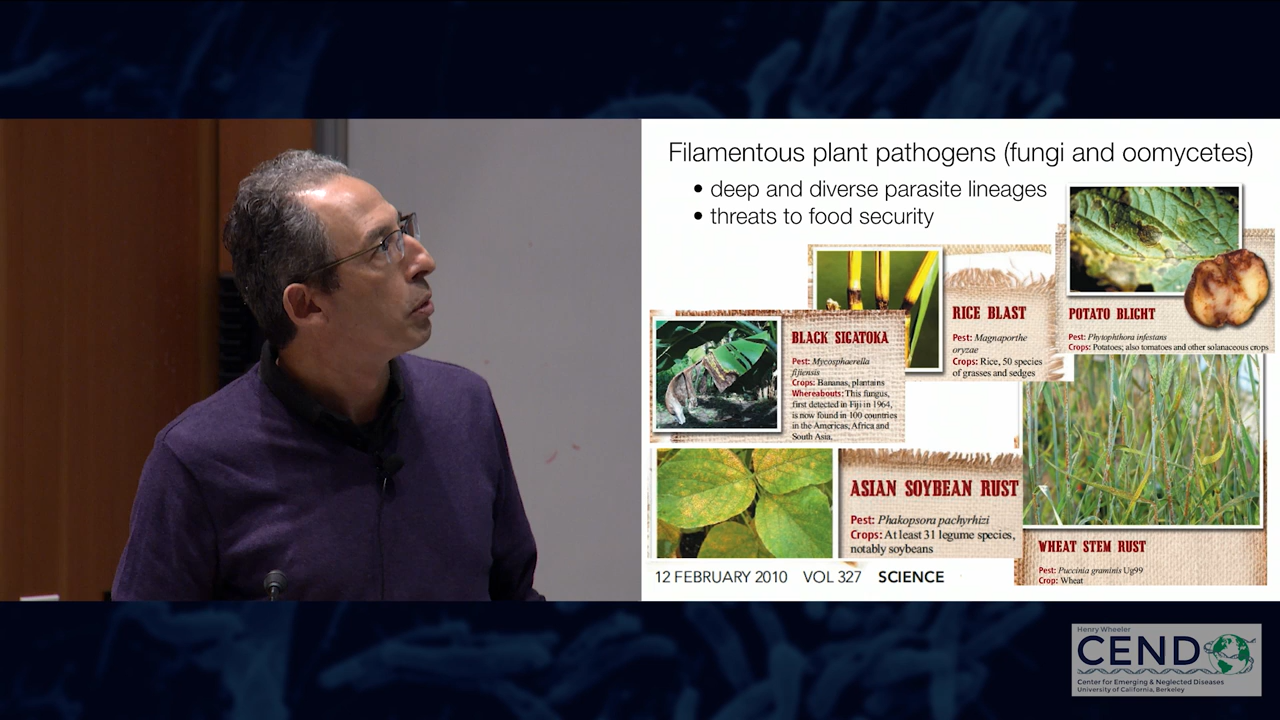 Filamentous plant pathogens (fungi and oomycetes)
• deep and diverse parasite lineages
• threats to food security
RICE BLAST
Pest: Magnaporthe
oryzae
Crops: Rice, 50 species
of grasses and sedges
POTATO BLIGHT
Pest: Phytophthora infestans
Crops: Potatoes; also tomatoes and other solanaceous crops
BLACK SIGATOKA
Pest: Mycosphaerella
fijiensis
Crops: Bananas, plantains
Whereabouts: This fungus,
first detected in Fiji in 1964,
is now found in 100 countries
in the Americas, Africa and
South Asia.
ASIAN SOYBEAN RUST
Pest: Phakopsora pachyrhizi
Crops: At least 31 legume species,
notably soybeans
WHEAT STEM RUST
Pest: Puccinia graminis Ug99
Crop: Wheat
12 FEBRUARY 2010 VOL 327 SCIENCE
Henry Wheeler
CEND
Center for Emerging & Neglected Diseases
University of California, Berkeley